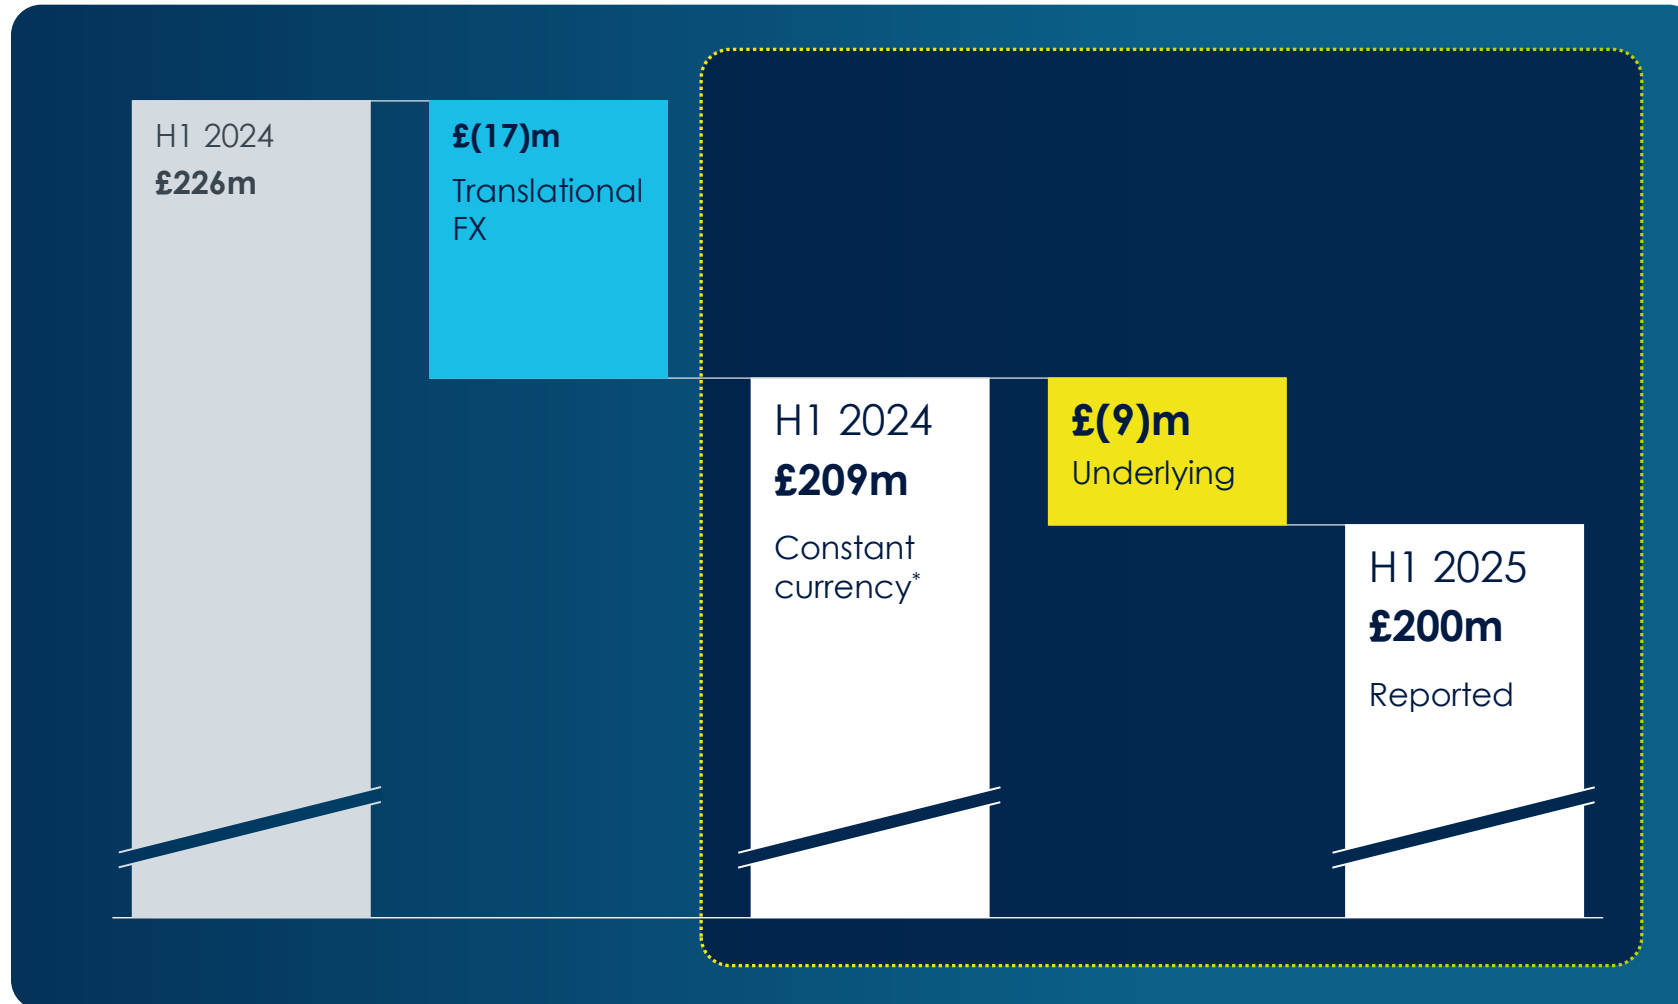 H1 2024
£226m
£(17)m
Translational
FX
H1 2024
£209m
Constant
currency*
£(9)m
Underlying
H1 2025
£200m
Reported